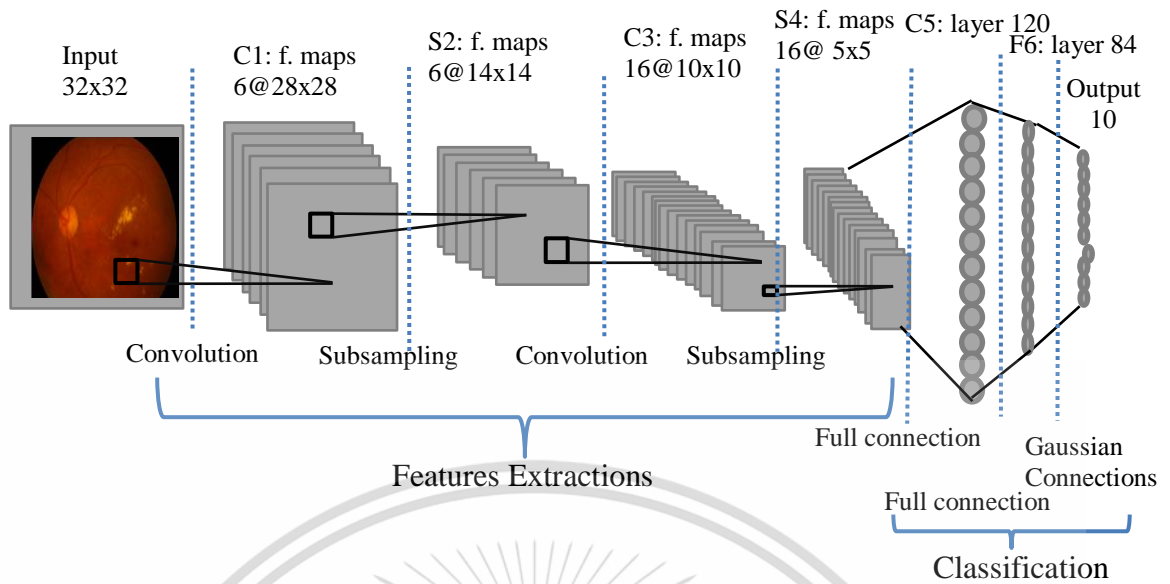 Input
32x32
C1: f. maps
6@28x28
S2: f. maps
6@14x14
C3: f. maps
16@10x10
S4: f. maps
16@ 5x5
C5: layer 120
F6: layer 84
Output
10
Convolution
Subsampling
Convolution
Subsampling
Full connection
Gaussian
Connections
Features Extractions
Full connection
Classification